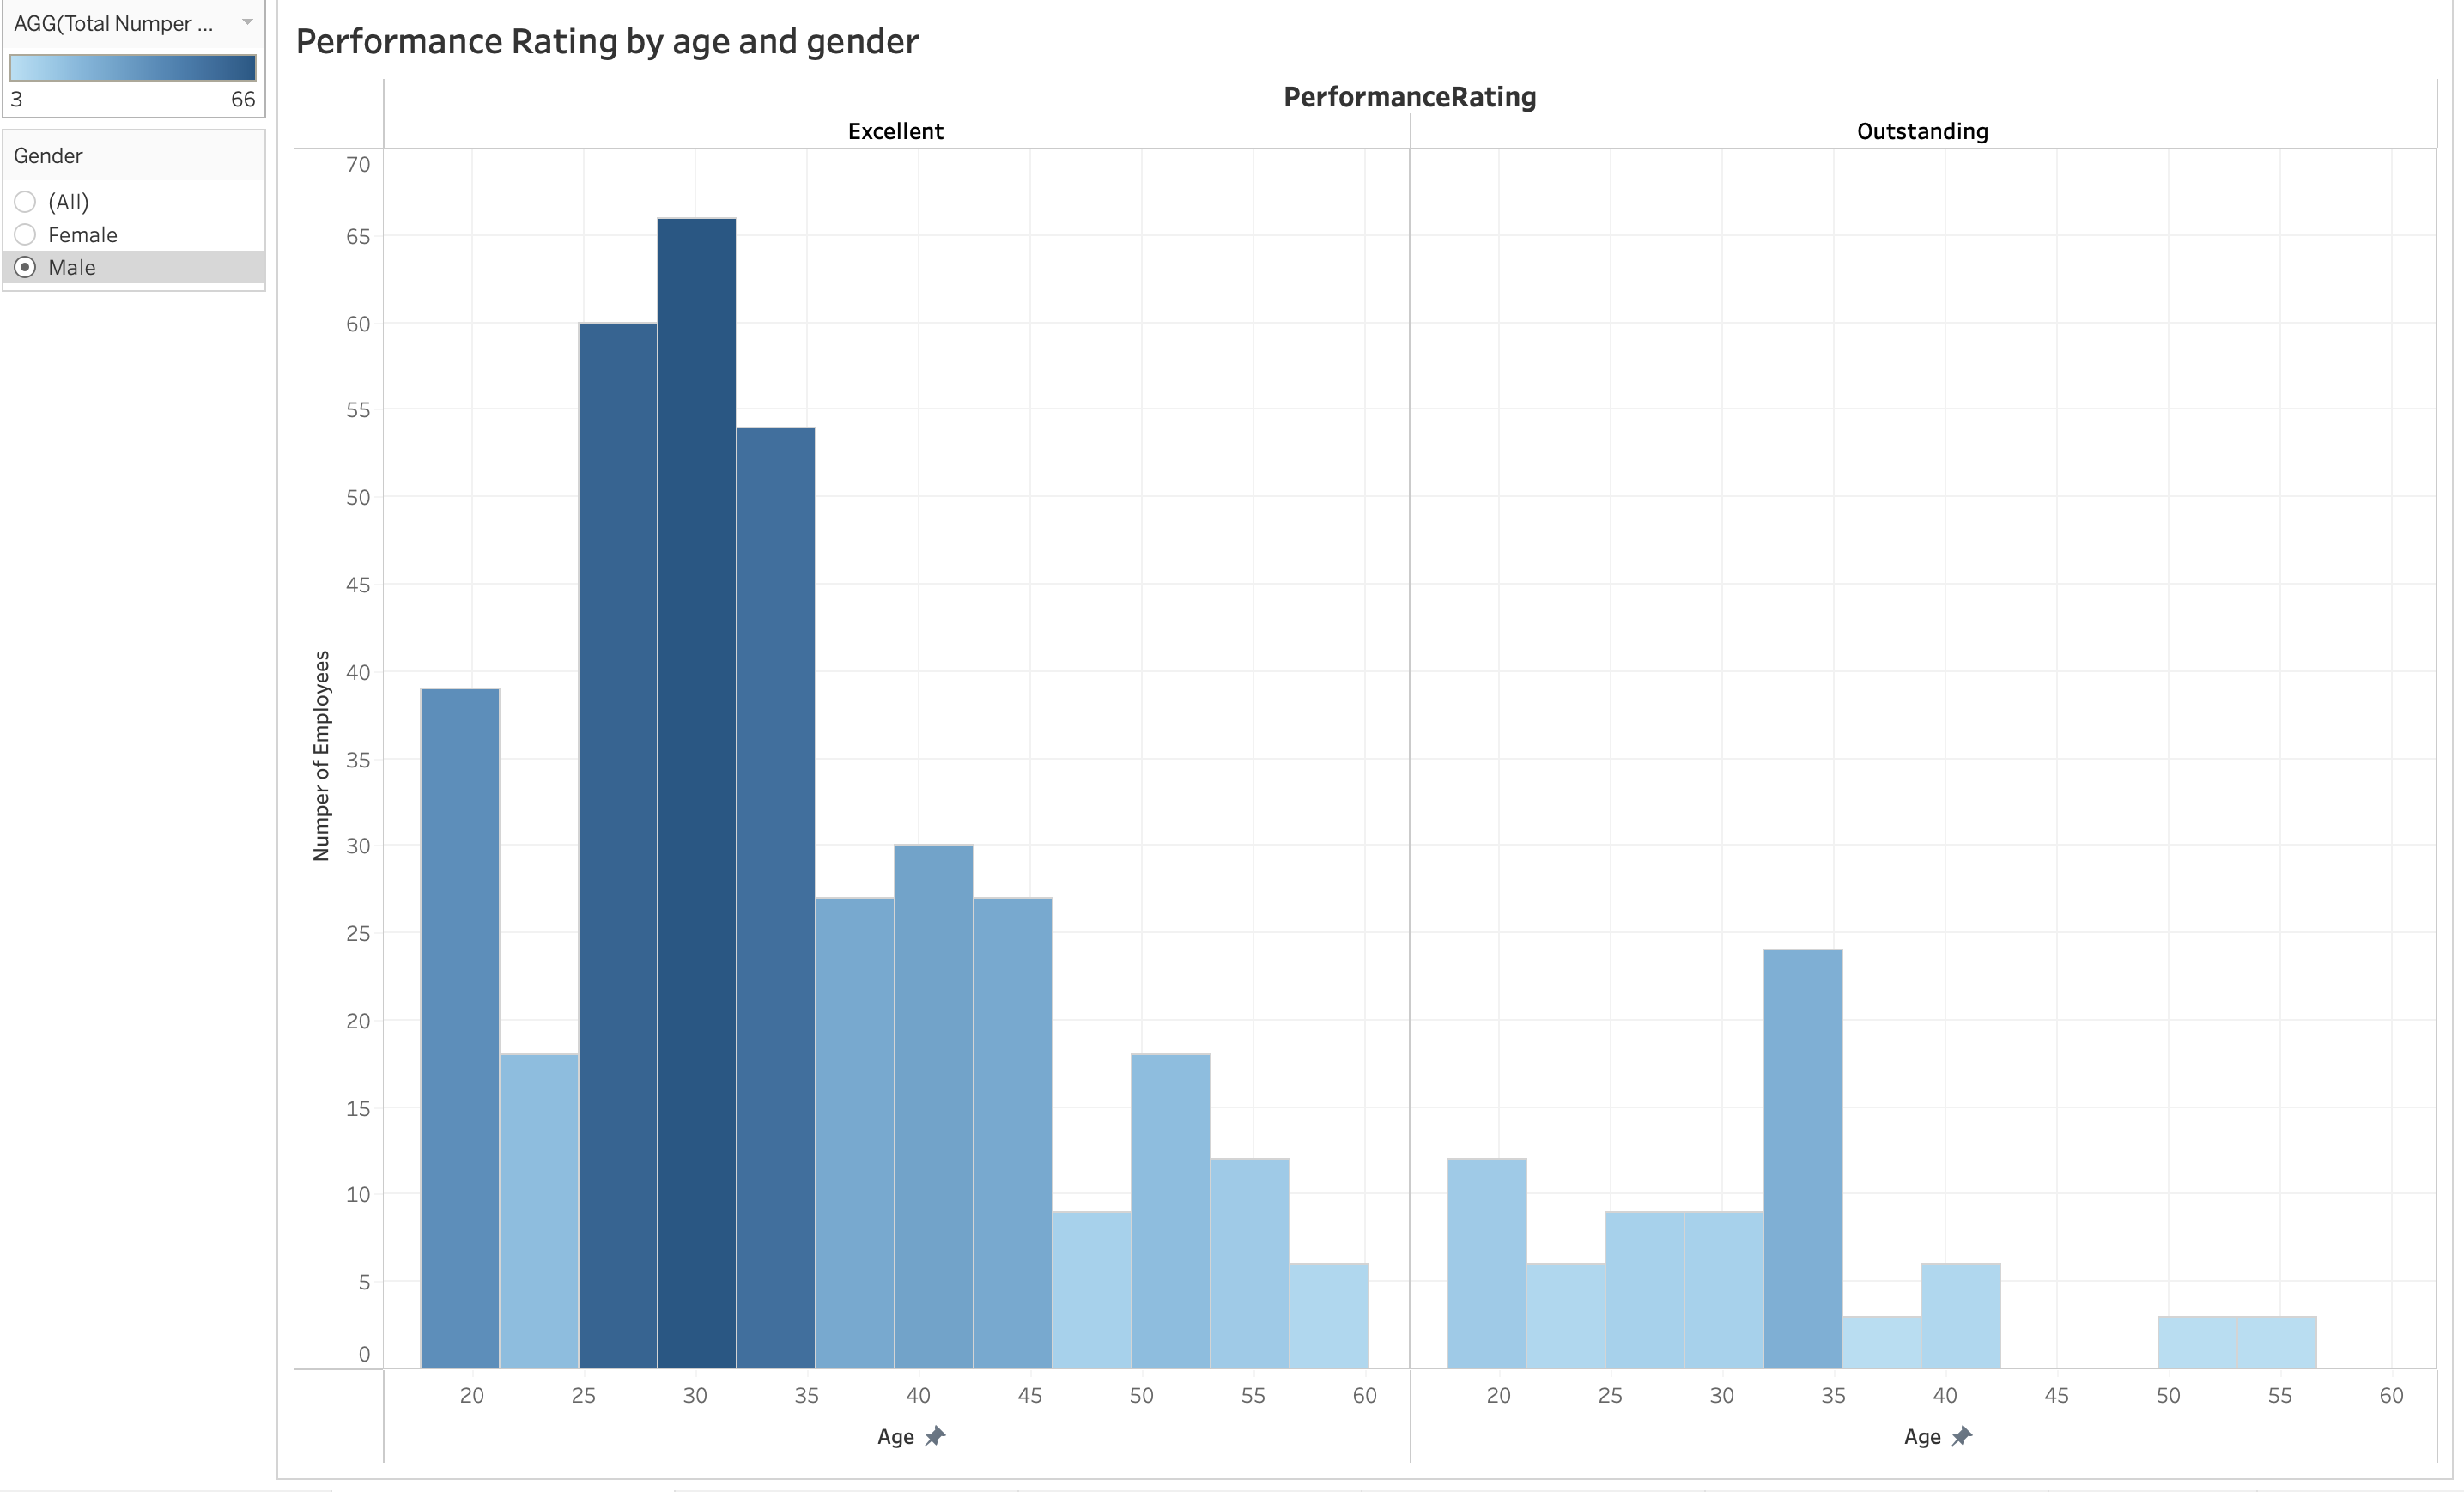 AGG(Total Numper ...
3 66
Gender
(All)
Female
Male
Performance Rating by age and gender
PerformanceRating
Excellent Outstanding
Numper of Employees
70
65
60
55
50
45
40
35
30
25
20
15
10
5
0
20 25 30 35 40 45 50 55 60 20 25 30 35 40 45 50 55 60
Age Age